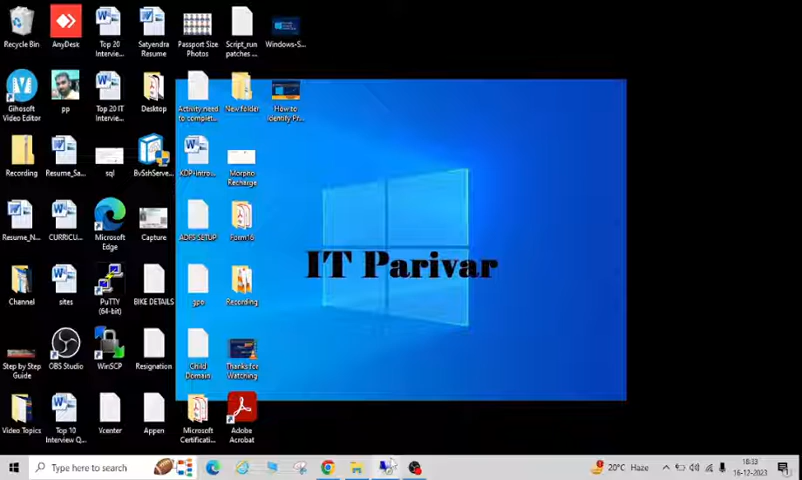 Recycle Bin
AnyDesk
Top 20
Intervie...
Satyendra
Resume
Passport Size
Photos
Script_run
patches ...
Windows-S...
Gihosoft
Video Editor
pp
Top 20 IT
Intervie...
Desktop
Activity need
to complet...
New folder
How to
Identify Pr...
Recording
Resume_Sa...
sql
BvSshServe...
KDP-Intro...
Morpho
Recharge
Resume_N...
CURRICU...
Microsoft
Edge
Capture
ADFS SETUP
Form16
IT Parivar
Channel
sites
PuTTY
(64-bit)
BIKE DETAILS
gpo
Recording
Step by Step
Guide
OBS Studio
WinSCP
Resignation
Child
Domain
Thanks for
Watching
Video Topics
Top 10
Interview Q...
Vcenter
Appen
Microsoft
Certificati...
Adobe
Acrobat
Type here to search
20°C Haze
18:33
16-12-2023